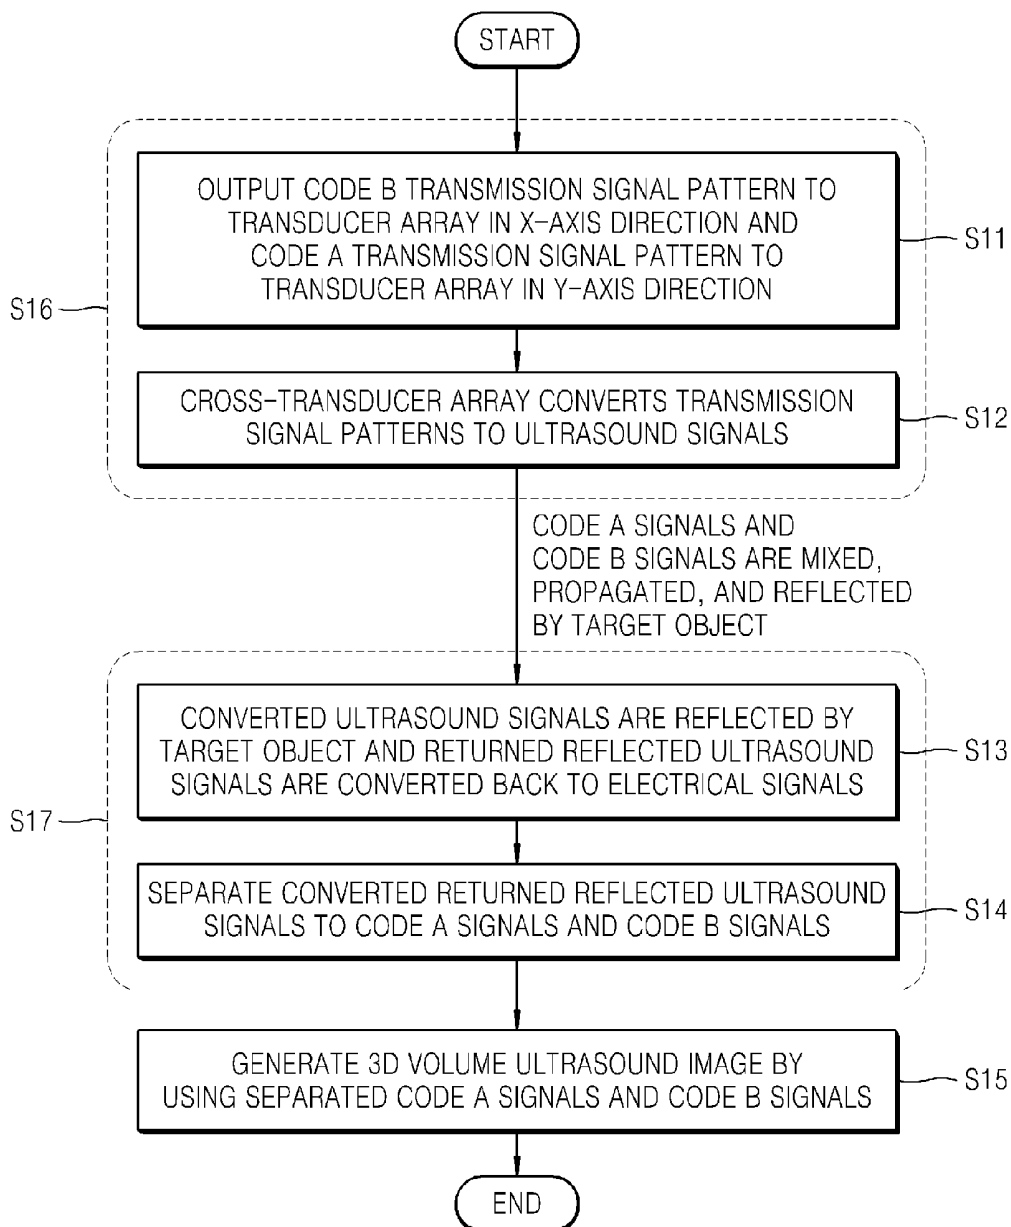 START
OUTPUT CODE B TRANSMISSION SIGNAL PATTERN TO
TRANSDUCER ARRAY IN X-AXIS DIRECTION AND
CODE A TRANSMISSION SIGNAL PATTERN TO
TRANSDUCER ARRAY IN Y-AXIS DIRECTION
S11
S16
CROSS-TRANSDUCER ARRAY CONVERTS TRANSMISSION
SIGNAL PATTERNS TO ULTRASOUND SIGNALS
S12
CODE A SIGNALS AND
CODE B SIGNALS ARE MIXED,
PROPAGATED, AND REFLECTED
BY TARGET OBJECT
CONVERTED ULTRASOUND SIGNALS ARE REFLECTED BY
TARGET OBJECT AND RETURNED REFLECTED ULTRASOUND
SIGNALS ARE CONVERTED BACK TO ELECTRICAL SIGNALS
S13
S17
SEPARATE CONVERTED RETURNED REFLECTED ULTRASOUND
SIGNALS TO CODE A SIGNALS AND CODE B SIGNALS
S14
GENERATE 3D VOLUME ULTRASOUND IMAGE BY
USING SEPARATED CODE A SIGNALS AND CODE B SIGNALS
S15
END